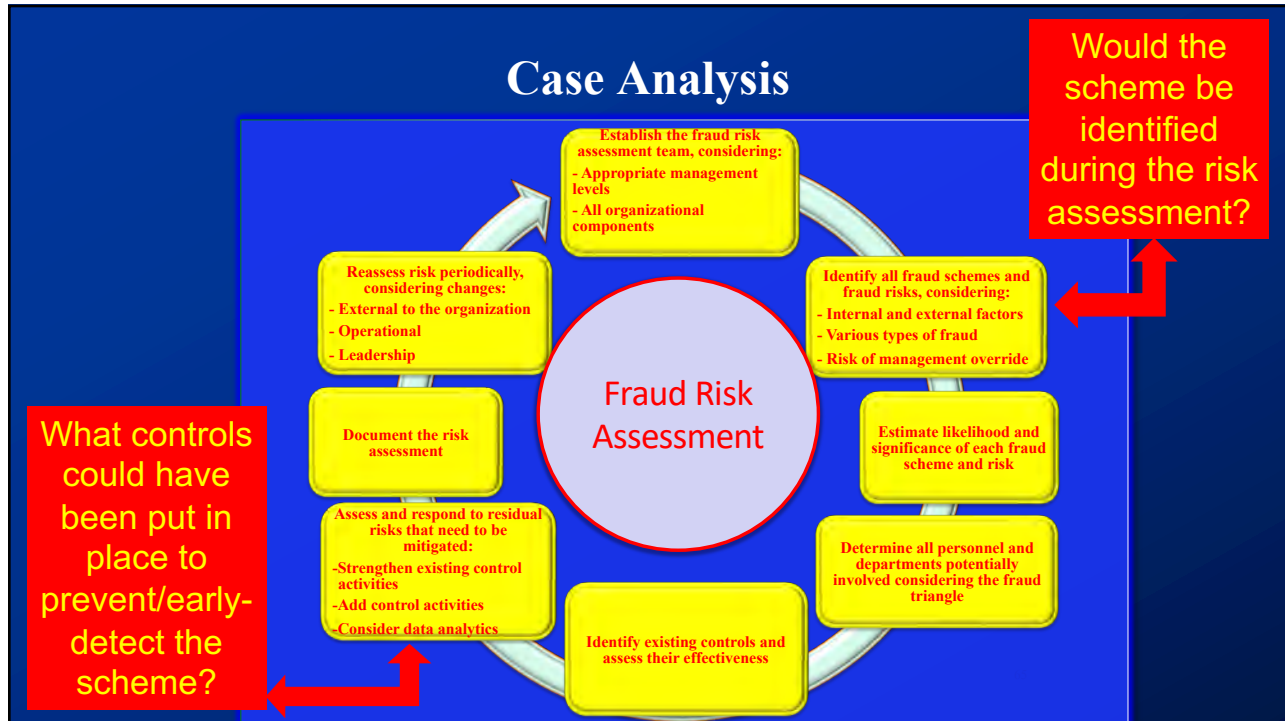 Case Analysis
Would the
scheme be
identified
during the risk
assessment?
Establish the fraud risk
assessment team, considering:
- Appropriate management
levels
- All organizational
components
Identify all fraud schemes and
fraud risks, considering:
- Internal and external factors
- Various types of fraud
- Risk of management override
Estimate likelihood and
significance of each fraud
scheme and risk
Determine all personnel and
departments potentially
involved considering the fraud
triangle
Identify existing controls and
assess their effectiveness
Assess and respond to residual
risks that need to be
mitigated:
-Strengthen existing control
activities
-Add control activities
-Consider data analytics
Document the risk
assessment
Reassess risk periodically,
considering changes:
- External to the organization
- Operational
- Leadership
Fraud Risk
Assessment
What controls
could have
been put in
place to
prevent/early-
detect the
scheme?